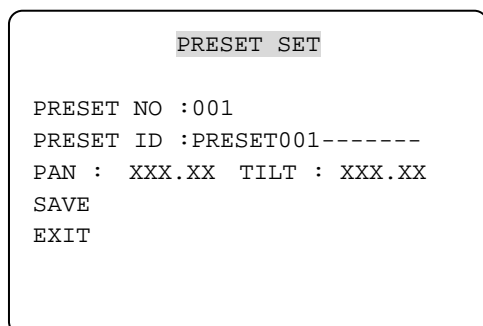 PRESET SET
PRESET NO :001
PRESET ID :PRESET001-------
PAN : XXX.XX TILT : XXX.XX
SAVE
EXIT